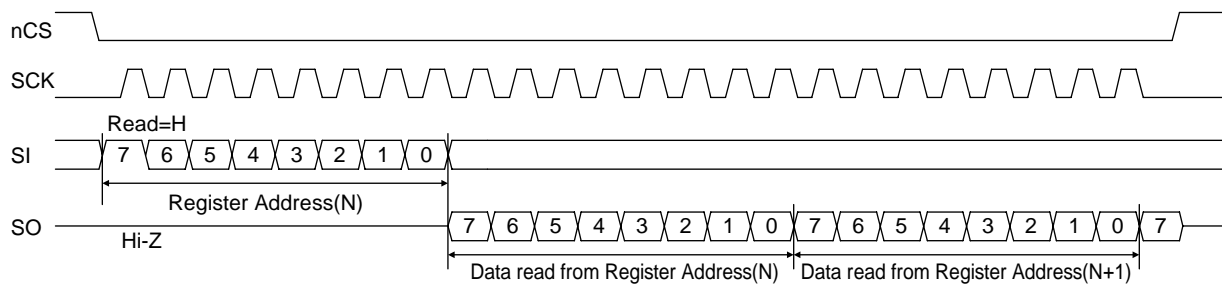 nCS
SCK
Read=H
SI 7 6 5 4 3 2 1 0
Register Address(N)
SO Hi-Z 7 6 5 4 3 2 1 0 7 6 5 4 3 2 1 0 7
Data read from Register Address(N) Data read from Register Address(N+1)